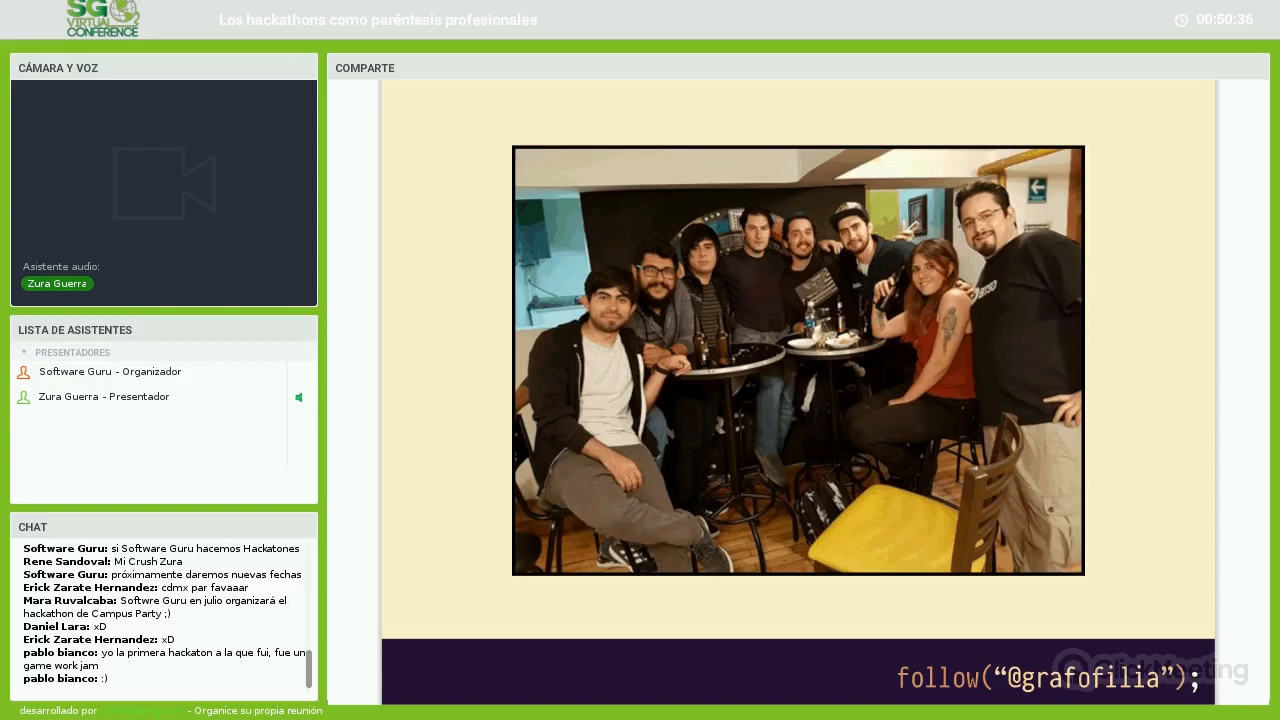 SG
VIRTUAL
CONFERENCE
Los hackathons como paréntesis profesionales
00:50:36
CÁMARA Y VOZ
Asistente audio:
Zura Guerra
LISTA DE ASISTENTES
PRESENTADORES
Software Guru - Organizador
Zura Guerra - Presentador
CHAT
Software Guru: si Software Guru hacemos Hackatones
Rene Sandoval: Mi Crush Zura
Software Guru: próximamente daremos nuevas fechas
Erick Zarate Hernandez: cdmx par favaaar
Mara Ruvalcaba: Softwre Guru en julio organizará el
hackathon de Campus Party ;)
Daniel Lara: xD
Erick Zarate Hernandez: xD
pablo bianco: yo la primera hackaton a la que fui, fue un
game work jam
pablo bianco: :)
COMPARTE
follow("@grafofilia");
ClickMeeting
desarrollado por
- Organice su propia reunión